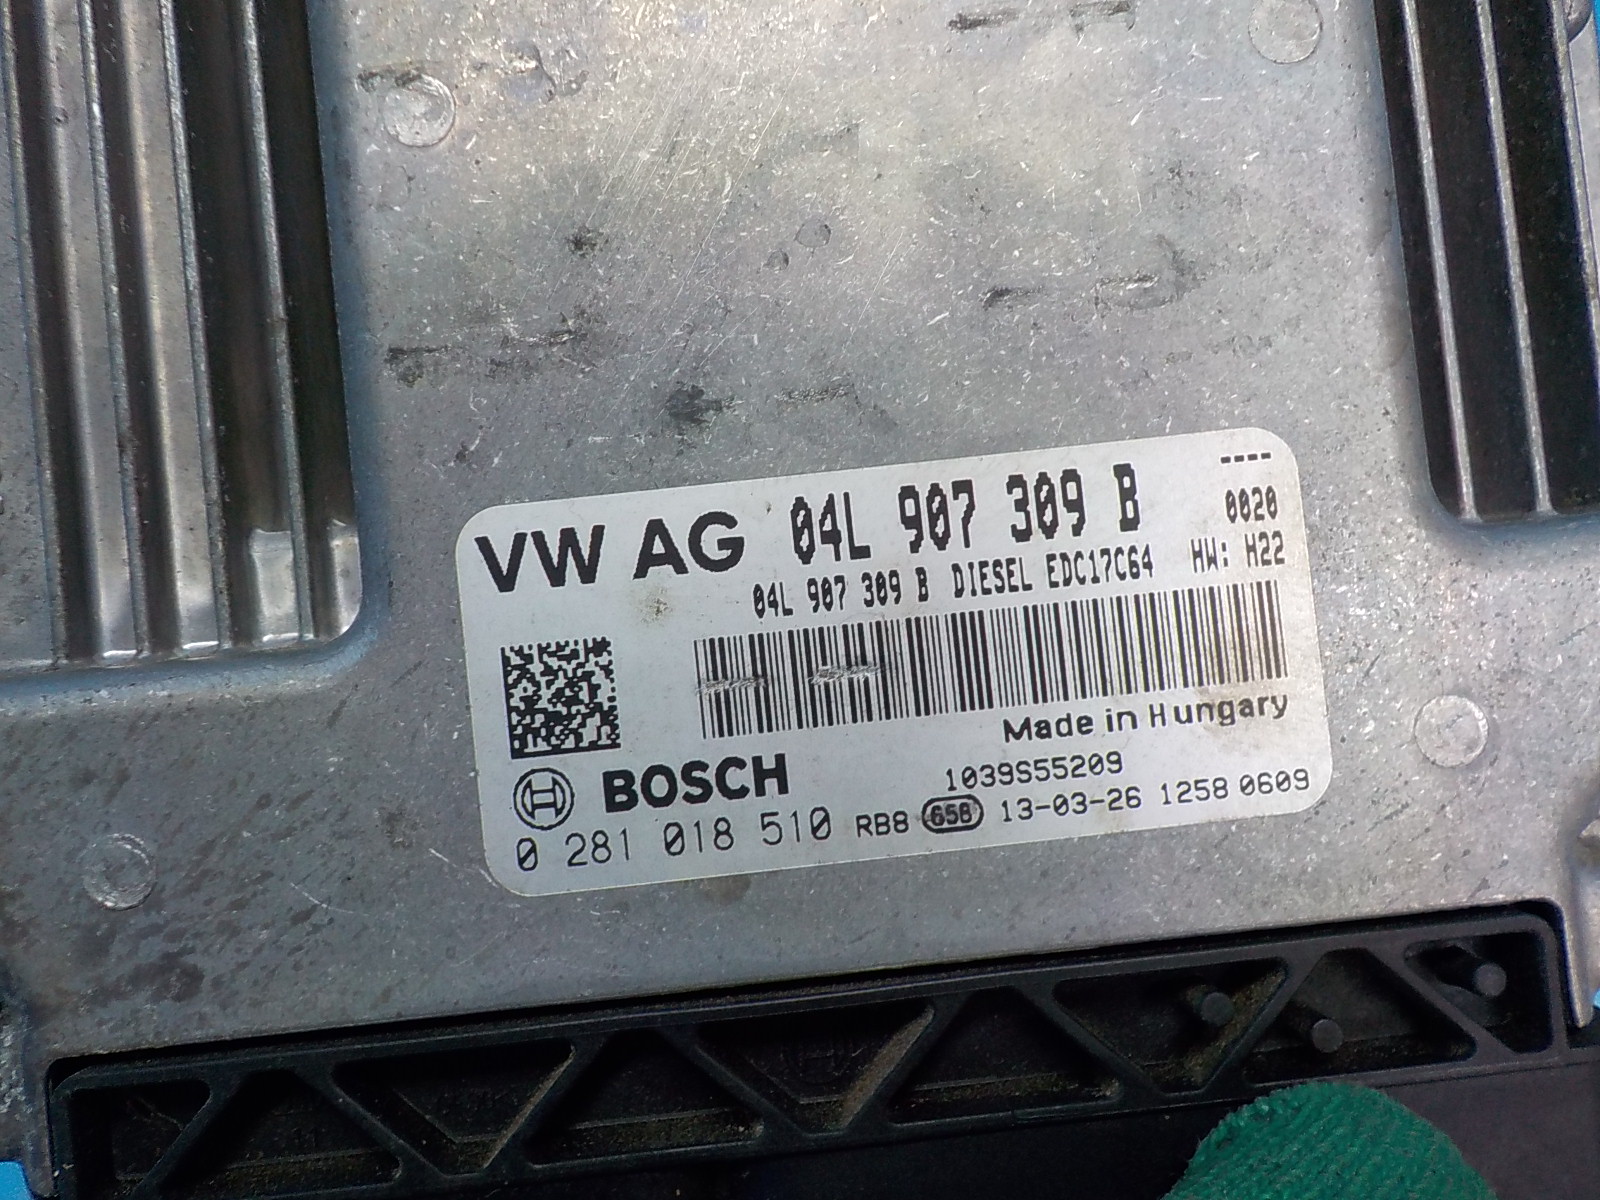 ----
VW AG 04L 907 309 B 0020
04L 907 309 B DIESEL EDC17C64 HW: H22
Made in Hungary
BOSCH 1039S55209
0 281 018 510 RB8 658 13-03-26 1258 0609